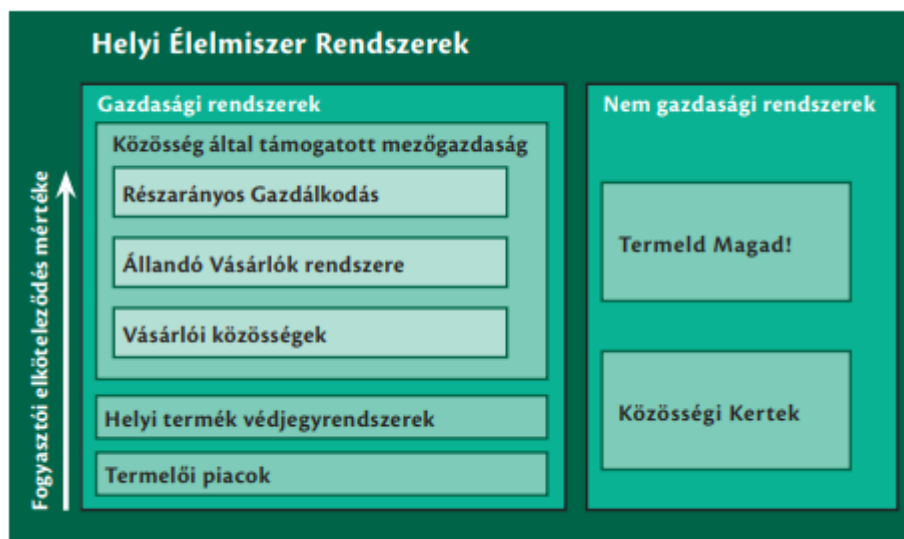 Helyi Élelmiszer Rendszerek
Fogyasztói elköteleződés mértéke
Gazdasági rendszerek
Közösség által támogatott mezőgazdaság
Részarányos Gazdálkodás
Állandó Vásárlók rendszere
Vásárlói közösségek
Helyi termék védjegyrendszerek
Termelői piacok
Nem gazdasági rendszerek
Termeld Magad!
Közösségi Kertek